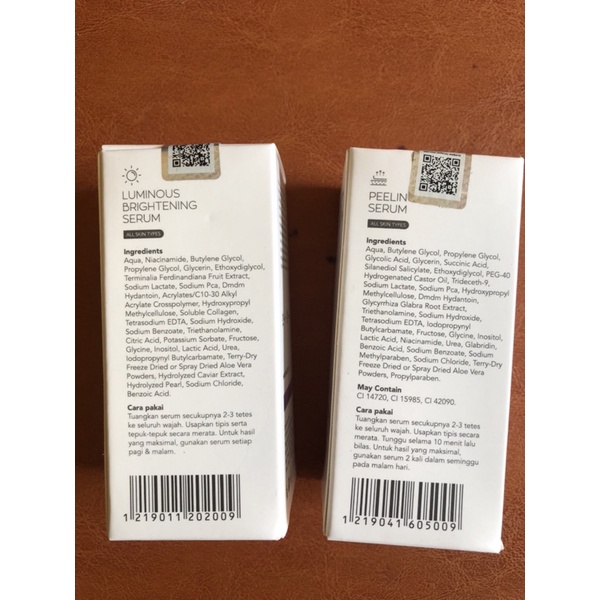 LUMINOUS
BRIGHTENING
SERUM
ALL SKIN TYPES
Ingredients
Aqua, Niacinamide, Butylene Glycol,
Propylene Glycol, Glycerin, Ethoxydiglycol,
Terminalia Ferdinandiana Fruit Extract,
Sodium Lactate, Sodium Pca, Dmdm
Hydantoin, Acrylates/C10-30 Alkyl
Acrylate Crosspolymer, Hydroxypropyl
Methylcellulose, Soluble Collagen,
Tetrasodium EDTA, Sodium Hydroxide,
Sodium Benzoate, Triethanolamine,
Citric Acid, Potassium Sorbate, Fructose,
Glycine, Inositol, Lactic Acid, Urea,
Iodopropynyl Butylcarbamate, Terry-Dry
Freeze Dried or Spray Dried Aloe Vera
Powders, Hydrolyzed Caviar Extract,
Hydrolyzed Pearl, Sodium Chloride,
Benzoic Acid.
Cara pakai
Tuangkan serum secukupnya 2-3 tetes
ke seluruh wajah. Usapkan tipis serta
tepuk-tepuk secara merata. Untuk hasil
yang maksimal, gunakan serum setiap
pagi & malam.
1 219011 202009
PEELIN
SERUM
ALL SKIN TYPES
Ingredients
Aqua, Butylene Glycol, Propylene Glycol,
Glycolic Acid, Glycerin, Succinic Acid,
Silanediol Salicylate, Ethoxydiglycol, PEG-40
Hydrogenated Castor Oil, Trideceth-9,
Sodium Lactate, Sodium Pca, Hydroxypropyl
Methylcellulose, Dmdm Hydantoin,
Glycyrrhiza Glabra Root Extract,
Triethanolamine, Sodium Hydroxide,
Tetrasodium EDTA, Iodopropynyl
Butylcarbamate, Fructose, Glycine, Inositol,
Lactic Acid, Niacinamide, Urea, Glabridin,
Benzoic Acid, Sodium Benzoate, Sodium
Methylparaben, Sodium Chloride, Terry-Dry
Freeze Dried or Spray Dried Aloe Vera
Powders, Propylparaben.
May Contain
CI 14720, CI 15985, CI 42090.
Cara pakai
Tuangkan serum secukupnya 2-3 tetes
ke seluruh wajah. Usapkan tipis secara
merata. Tunggu selama 10 menit lalu
bilas. Untuk hasil yang maksimal,
gunakan serum 2 kali dalam seminggu
pada malam hari.
1 219041 605009